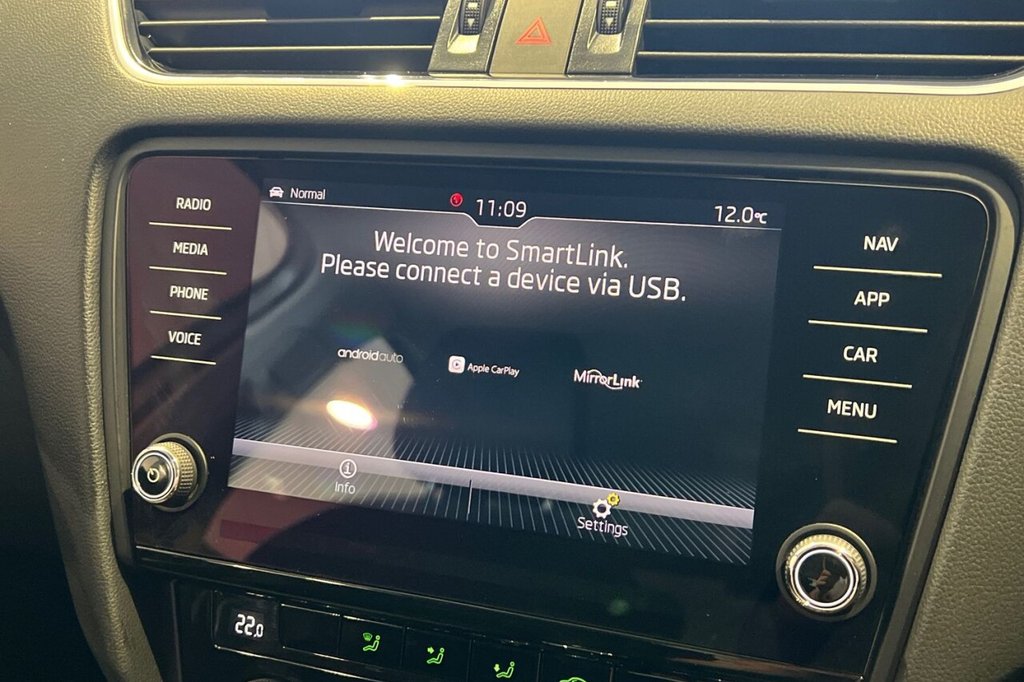 RADIO
MEDIA
PHONE
VOICE
Normal
11:09
12.0°C
Welcome to SmartLink.
Please connect a device via USB.
androidauto
Apple CarPlay
MirrorLink
Info
Settings
NAV
APP
CAR
MENU
22.0